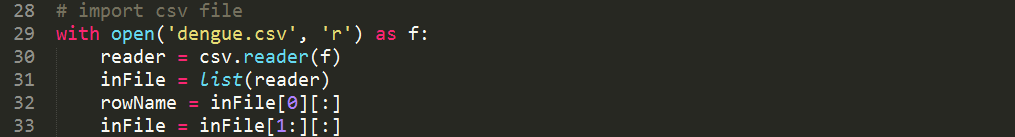 28 # import csv file
29 with open('dengue.csv', 'r') as f:
30     reader = csv.reader(f)
31     inFile = list(reader)
32     rowName = inFile[0][:]
33     inFile = inFile[1:][:]